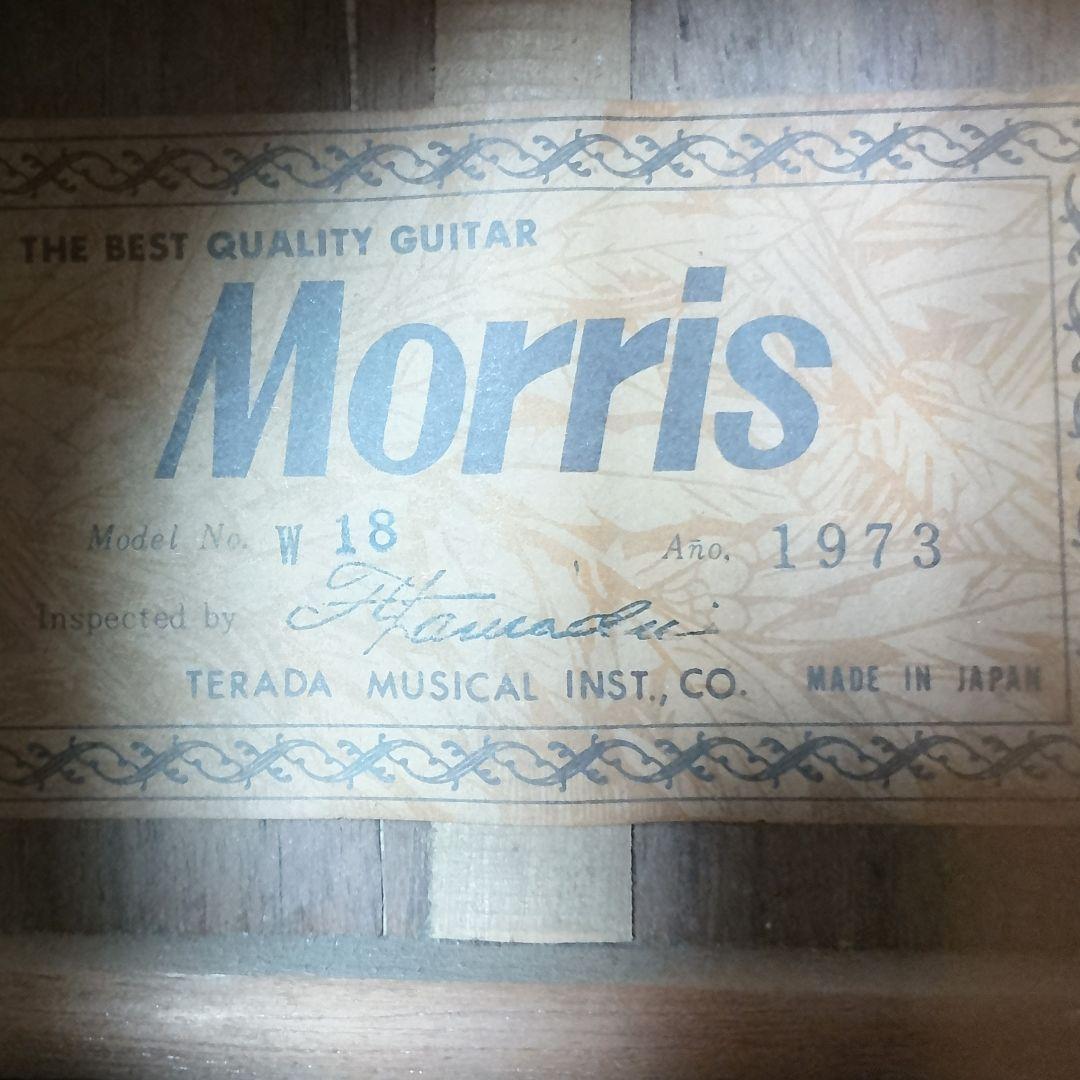 THE BEST QUALITY GUITAR
Morris
Model No. W 18 Año. 1973
Inspected by
TERADA MUSICAL INST., CO. MADE IN JAPAN